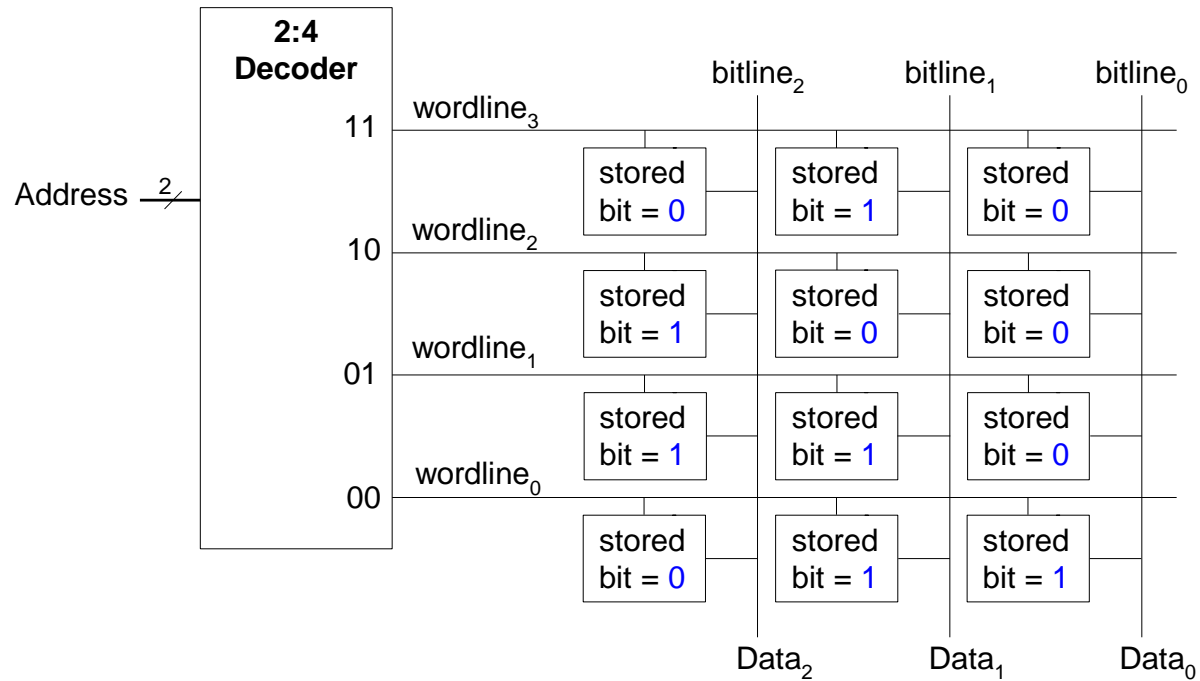 2:4
Decoder
bitline₂ bitline₁ bitline₀
wordline₃
11
stored stored stored
bit = 0 bit = 1 bit = 0
Address 2
wordline₂
10
stored stored stored
bit = 1 bit = 0 bit = 0
wordline₁
01
stored stored stored
bit = 1 bit = 1 bit = 0
wordline₀
00
stored stored stored
bit = 0 bit = 1 bit = 1
Data₂ Data₁ Data₀